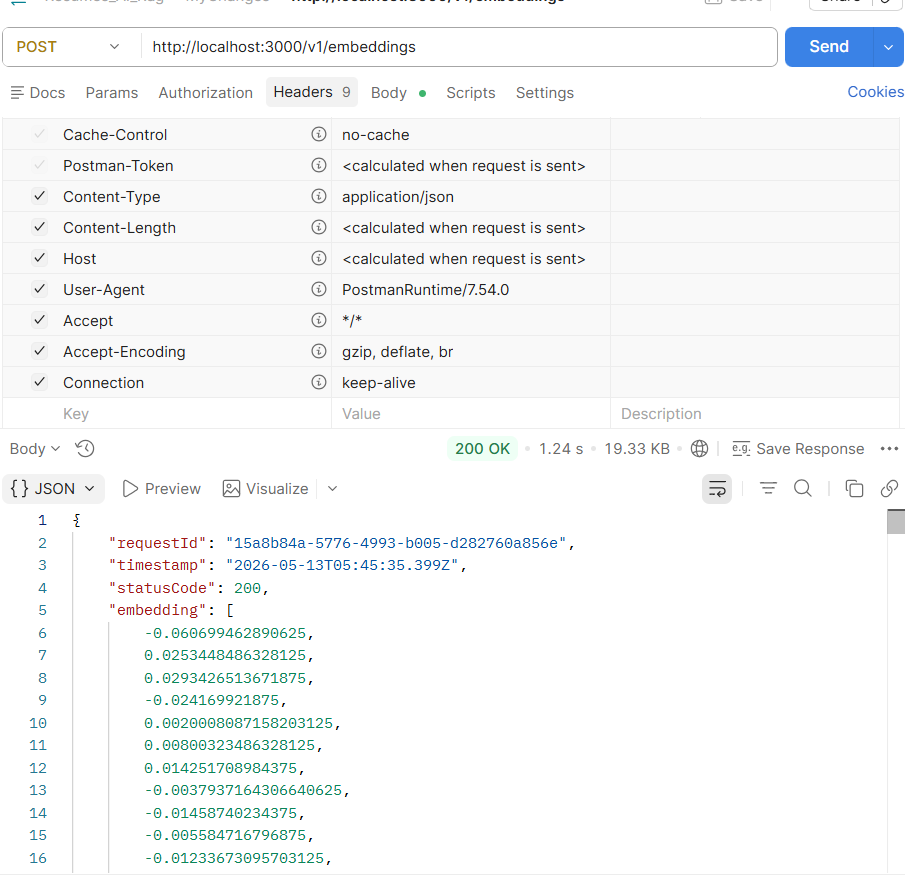 POST http://localhost:3000/v1/embeddings Send
Docs Params Authorization Headers 9 Body Scripts Settings Cookies
Cache-Control no-cache
Postman-Token <calculated when request is sent>
Content-Type application/json
Content-Length <calculated when request is sent>
Host <calculated when request is sent>
User-Agent PostmanRuntime/7.54.0
Accept */*
Accept-Encoding gzip, deflate, br
Connection keep-alive
Key Value Description
Body 200 OK 1.24 s 19.33 KB e.g. Save Response
{} JSON Preview Visualize
1 {
2 "requestId": "15a8b84a-5776-4993-b005-d282760a856e",
3 "timestamp": "2026-05-13T05:45:35.399Z",
4 "statusCode": 200,
5 "embedding": [
6 -0.060699462890625,
7 0.0253448486328125,
8 0.0293426513671875,
9 -0.024169921875,
10 0.0020008087158203125,
11 0.00800323486328125,
12 0.014251708984375,
13 -0.0037937164306640625,
14 -0.01458740234375,
15 -0.005584716796875,
16 -0.01233673095703125,